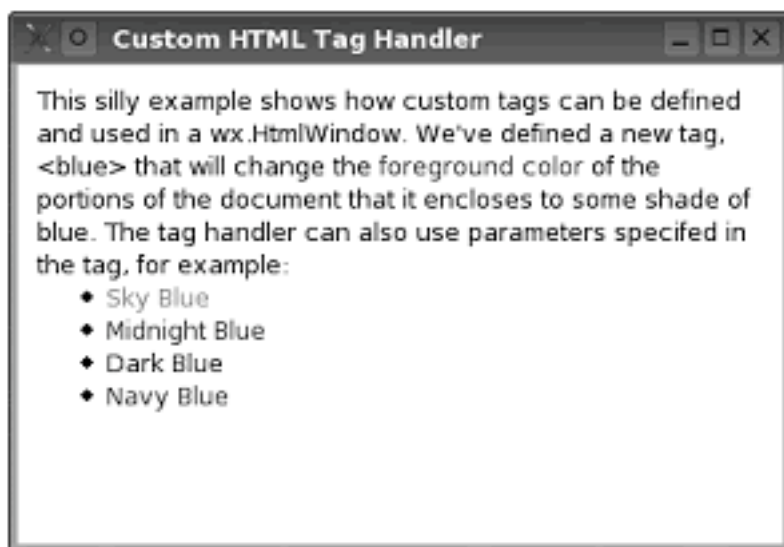 Custom HTML Tag Handler
This silly example shows how custom tags can be defined
and used in a wx.HtmlWindow. We've defined a new tag,
<blue> that will change the foreground color of the
portions of the document that it encloses to some shade of
blue. The tag handler can also use parameters specifed in
the tag, for example:
Sky Blue
Midnight Blue
Dark Blue
Navy Blue